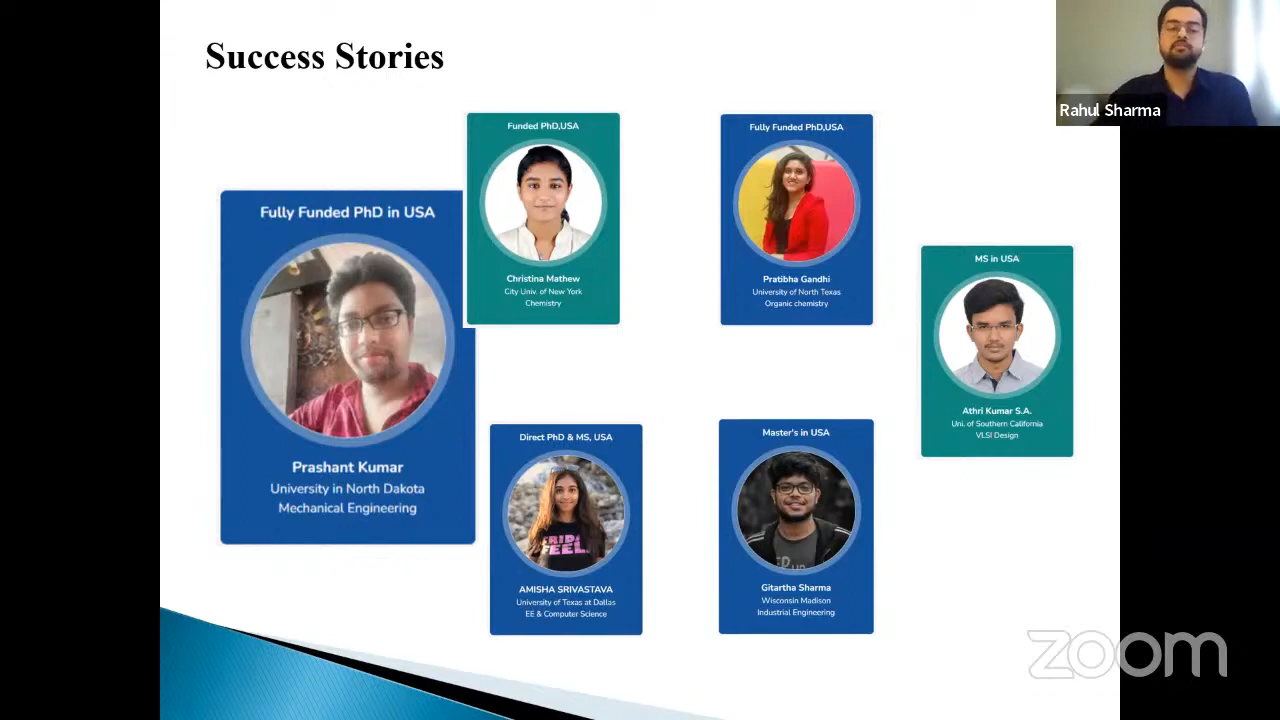 Success Stories
Rahul Sharma
Funded PhD,USA
Christina Mathew
City Univ. of New York
Chemistry
Fully Funded PhD,USA
Pratibha Gandhi
University of North Texas
Organic chemistry
Fully Funded PhD in USA
Prashant Kumar
University in North Dakota
Mechanical Engineering
MS in USA
Athri Kumar S.A.
Uni. of Southern California
VLSI Design
Direct PhD & MS, USA
AMISHA SRIVASTAVA
University of Texas at Dallas
EE & Computer Science
Master's in USA
Gitartha Sharma
Wisconsin Madison
Industrial Engineering
zoom